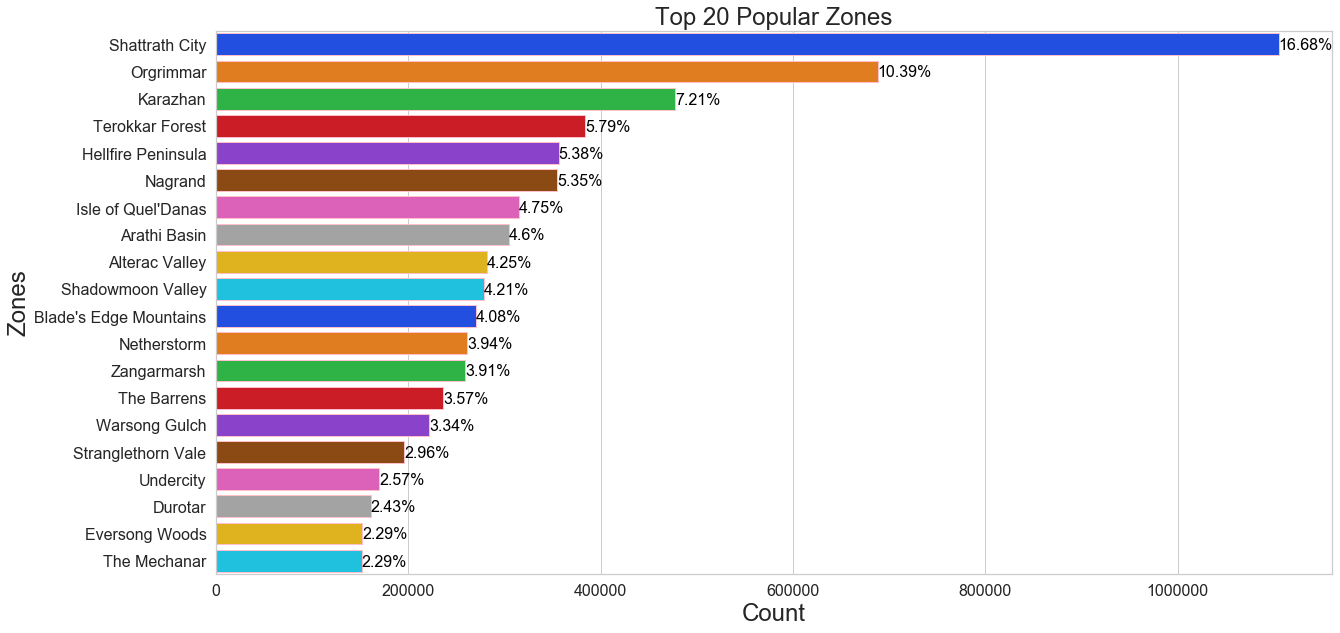 Top 20 Popular Zones
Zones
Shattrath City 16.68%
Orgrimmar 10.39%
Karazhan 7.21%
Terokkar Forest 5.79%
Hellfire Peninsula 5.38%
Nagrand 5.35%
Isle of Quel'Danas 4.75%
Arathi Basin 4.6%
Alterac Valley 4.25%
Shadowmoon Valley 4.21%
Blade's Edge Mountains 4.08%
Netherstorm 3.94%
Zangarmarsh 3.91%
The Barrens 3.57%
Warsong Gulch 3.34%
Stranglethorn Vale 2.96%
Undercity 2.57%
Durotar 2.43%
Eversong Woods 2.29%
The Mechanar 2.29%
0 200000 400000 600000 800000 1000000
Count